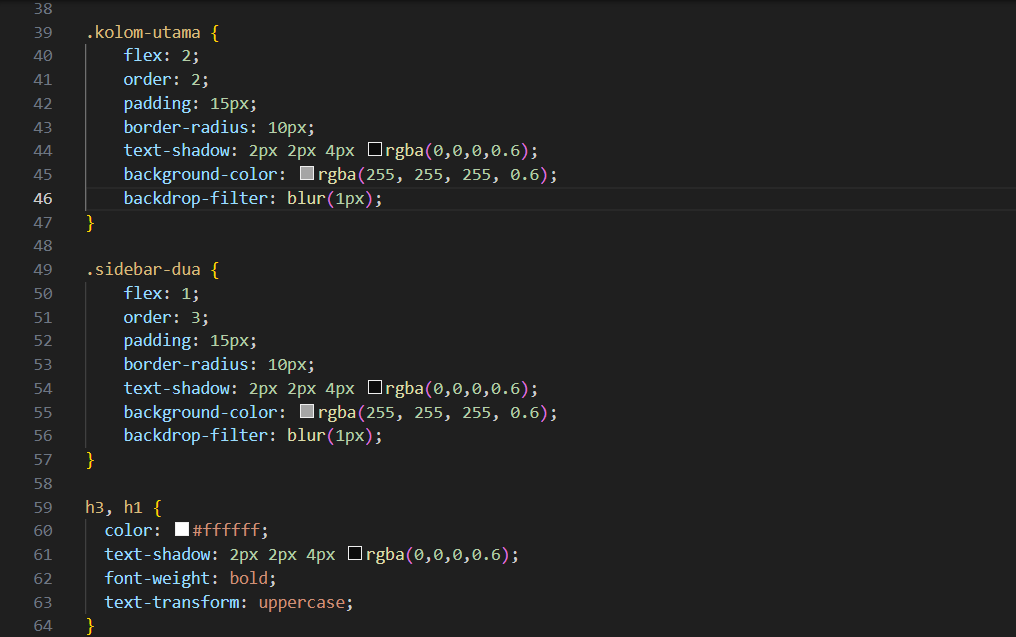 38
39 .kolom-utama {
40 flex: 2;
41 order: 2;
42 padding: 15px;
43 border-radius: 10px;
44 text-shadow: 2px 2px 4px rgba(0,0,0,0.6);
45 background-color: rgba(255, 255, 255, 0.6);
46 backdrop-filter: blur(1px);
47 }
48
49 .sidebar-dua {
50 flex: 1;
51 order: 3;
52 padding: 15px;
53 border-radius: 10px;
54 text-shadow: 2px 2px 4px rgba(0,0,0,0.6);
55 background-color: rgba(255, 255, 255, 0.6);
56 backdrop-filter: blur(1px);
57 }
58
59 h3, h1 {
60 color: #ffffff;
61 text-shadow: 2px 2px 4px rgba(0,0,0,0.6);
62 font-weight: bold;
63 text-transform: uppercase;
64 }